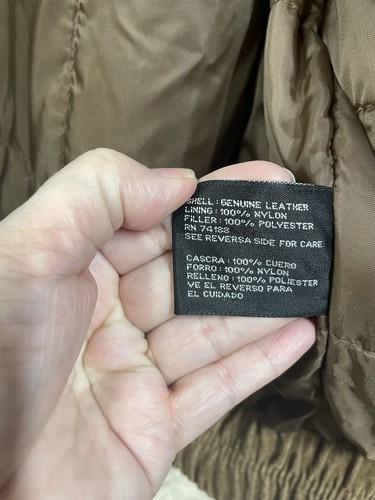 SHELL : GENUINE LEATHER
LINING : 100% NYLON
FILLER : 100% POLYESTER
RN 74188
SEE REVERSA SIDE FOR CARE
CASCRA : 100% CUERO
FORRO : 100% NYLON
RELLENO : 100% POLIESTER
VE EL REVERSO PARA
EL CUIDADO